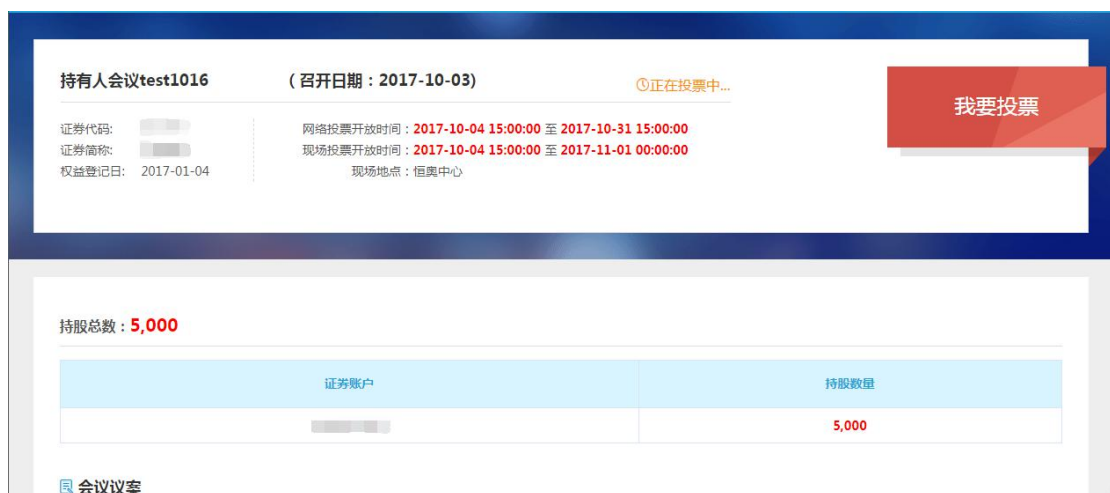 持有人会议test1016 (召开日期：2017-10-03) 正在投票中...
我要投票
证券代码:
证券简称:
权益登记日: 2017-01-04
网络投票开放时间：2017-10-04 15:00:00 至 2017-10-31 15:00:00
现场投票开放时间：2017-10-04 15:00:00 至 2017-11-01 00:00:00
现场地点：恒奥中心
持股总数：5,000
证券账户 持股数量
5,000
会议议案